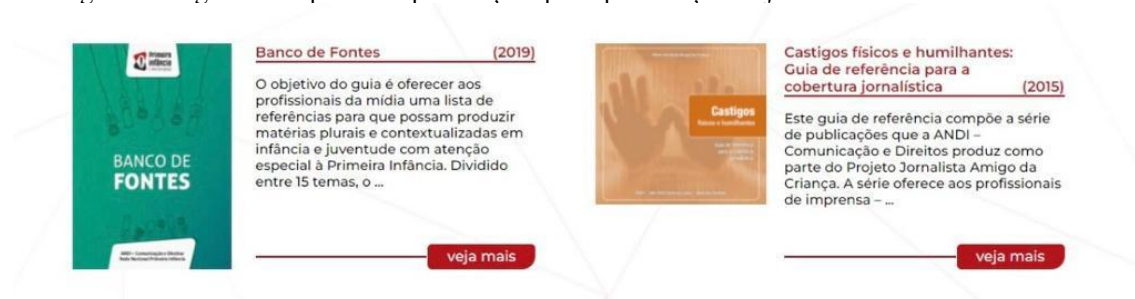 Banco de Fontes (2019)
O objetivo do guia é oferecer aos
profissionais da mídia uma lista de
referências para que possam produzir
matérias plurais e contextualizadas em
infância e juventude com atenção
especial à Primeira Infância. Dividido
entre 15 temas, o ...
veja mais
BANCO DE
FONTES
Primeira
infância
Castigos físicos e humilhantes:
Guia de referência para a
cobertura jornalística (2015)
Este guia de referência compõe a série
de publicações que a ANDI –
Comunicação e Direitos produz como
parte do Projeto Jornalista Amigo da
Criança. A série oferece aos profissionais
de imprensa – ...
veja mais
Castigos
físicos e humilhantes